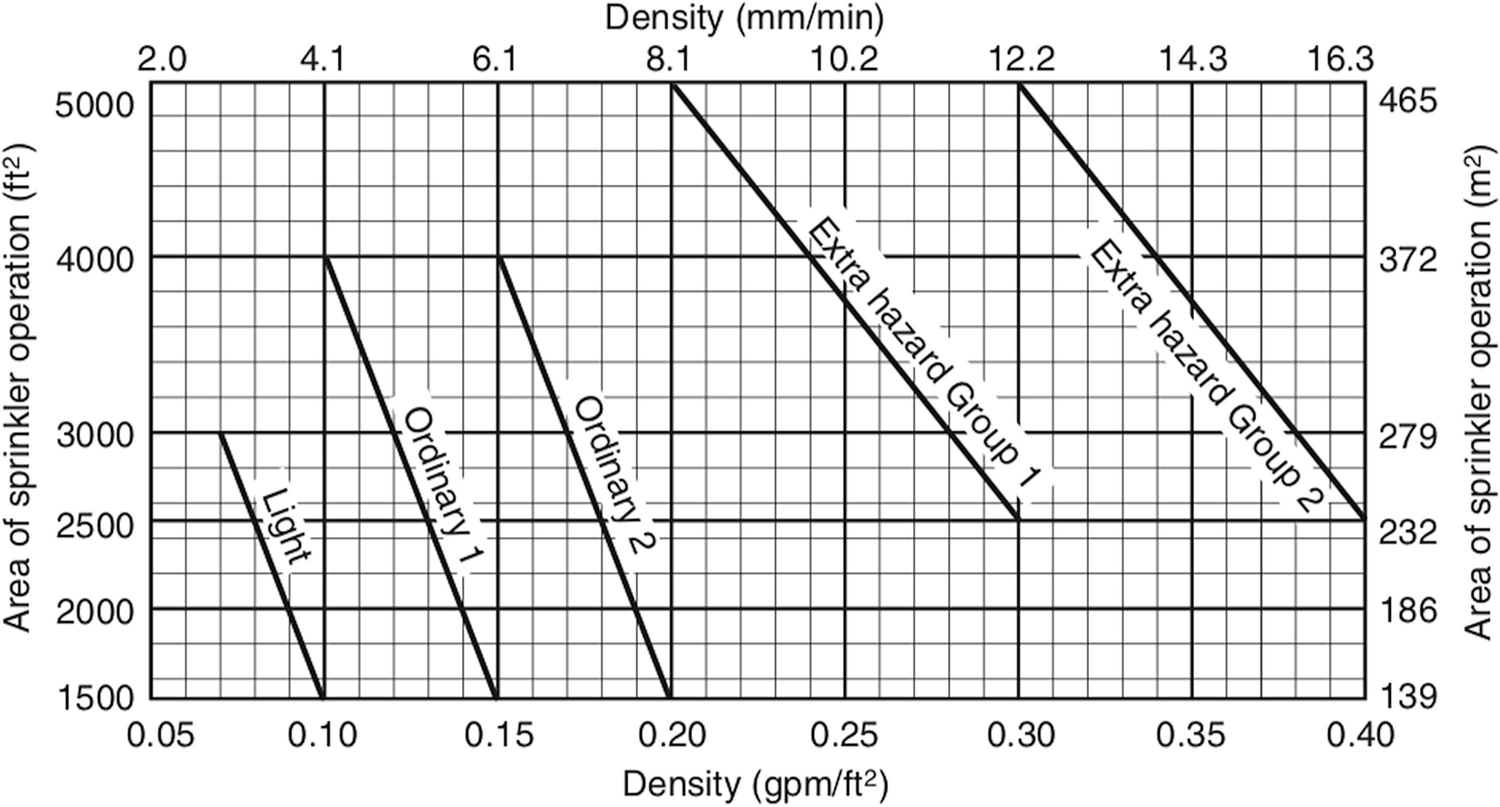 Density (mm/min)
2.0 4.1 6.1 8.1 10.2 12.2 14.3 16.3
Area of sprinkler operation (ft²)
5000
4000
3000
2500
2000
1500
Light
Ordinary 1
Ordinary 2
Extra hazard Group 1
Extra hazard Group 2
465
372
279
232
186
139
Area of sprinkler operation (m²)
0.05 0.10 0.15 0.20 0.25 0.30 0.35 0.40
Density (gpm/ft²)